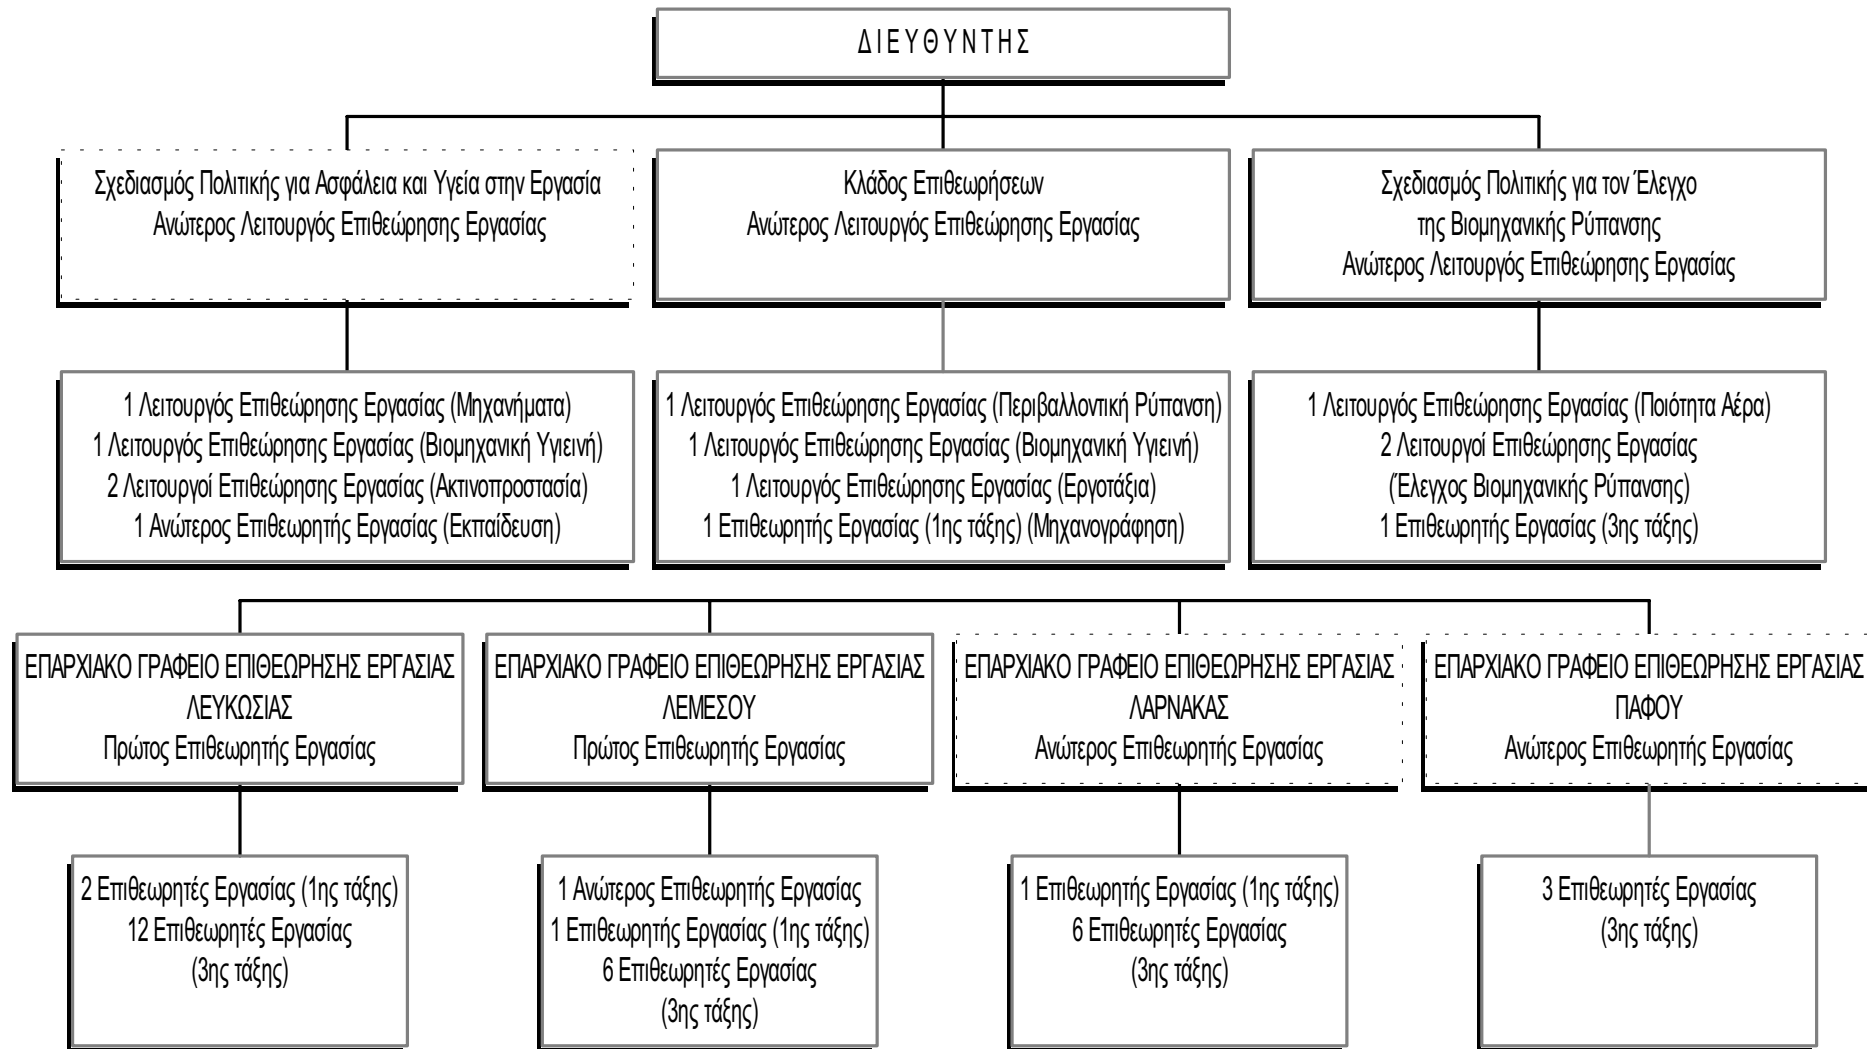 ΔΙΕΥΘΥΝΤΗΣ
Σχεδιασμός Πολιτικής για Ασφάλεια και Υγεία στην Εργασία
Ανώτερος Λειτουργός Επιθεώρησης Εργασίας
Κλάδος Επιθεωρήσεων
Ανώτερος Λειτουργός Επιθεώρησης Εργασίας
Σχεδιασμός Πολιτικής για τον Έλεγχο
της Βιομηχανικής Ρύπανσης
Ανώτερος Λειτουργός Επιθεώρησης Εργασίας
1 Λειτουργός Επιθεώρησης Εργασίας (Μηχανήματα)
1 Λειτουργός Επιθεώρησης Εργασίας (Βιομηχανική Υγιεινή)
2 Λειτουργοί Επιθεώρησης Εργασίας (Ακτινοπροστασία)
1 Ανώτερος Επιθεωρητής Εργασίας (Εκπαίδευση)
1 Λειτουργός Επιθεώρησης Εργασίας (Περιβαλλοντική Ρύπανση)
1 Λειτουργός Επιθεώρησης Εργασίας (Βιομηχανική Υγιεινή)
1 Λειτουργός Επιθεώρησης Εργασίας (Εργοτάξια)
1 Επιθεωρητής Εργασίας (1ης τάξης) (Μηχανογράφηση)
1 Λειτουργός Επιθεώρησης Εργασίας (Ποιότητα Αέρα)
2 Λειτουργοί Επιθεώρησης Εργασίας
(Έλεγχος Βιομηχανικής Ρύπανσης)
1 Επιθεωρητής Εργασίας (3ης τάξης)
ΕΠΑΡΧΙΑΚΟ ΓΡΑΦΕΙΟ ΕΠΙΘΕΩΡΗΣΗΣ ΕΡΓΑΣΙΑΣ
ΛΕΥΚΩΣΙΑΣ
Πρώτος Επιθεωρητής Εργασίας
ΕΠΑΡΧΙΑΚΟ ΓΡΑΦΕΙΟ ΕΠΙΘΕΩΡΗΣΗΣ ΕΡΓΑΣΙΑΣ
ΛΕΜΕΣΟΥ
Πρώτος Επιθεωρητής Εργασίας
ΕΠΑΡΧΙΑΚΟ ΓΡΑΦΕΙΟ ΕΠΙΘΕΩΡΗΣΗΣ ΕΡΓΑΣΙΑΣ
ΛΑΡΝΑΚΑΣ
Ανώτερος Επιθεωρητής Εργασίας
ΕΠΑΡΧΙΑΚΟ ΓΡΑΦΕΙΟ ΕΠΙΘΕΩΡΗΣΗΣ ΕΡΓΑΣΙΑΣ
ΠΑΦΟΥ
Ανώτερος Επιθεωρητής Εργασίας
2 Επιθεωρητές Εργασίας (1ης τάξης)
12 Επιθεωρητές Εργασίας
(3ης τάξης)
1 Ανώτερος Επιθεωρητής Εργασίας
1 Επιθεωρητής Εργασίας (1ης τάξης)
6 Επιθεωρητές Εργασίας
(3ης τάξης)
1 Επιθεωρητής Εργασίας (1ης τάξης)
6 Επιθεωρητές Εργασίας
(3ης τάξης)
3 Επιθεωρητές Εργασίας
(3ης τάξης)